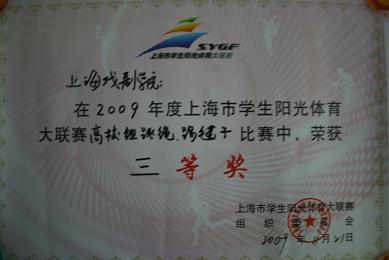 SYGF
上海市学生阳光体育大联赛
上海戏剧学院:
在2009年度上海市学生阳光体育
大联赛高校组跳绳、踢毽子比赛中，荣获
三等奖
上海市学生阳光体育大联赛
组织委员会
2009年11月21日